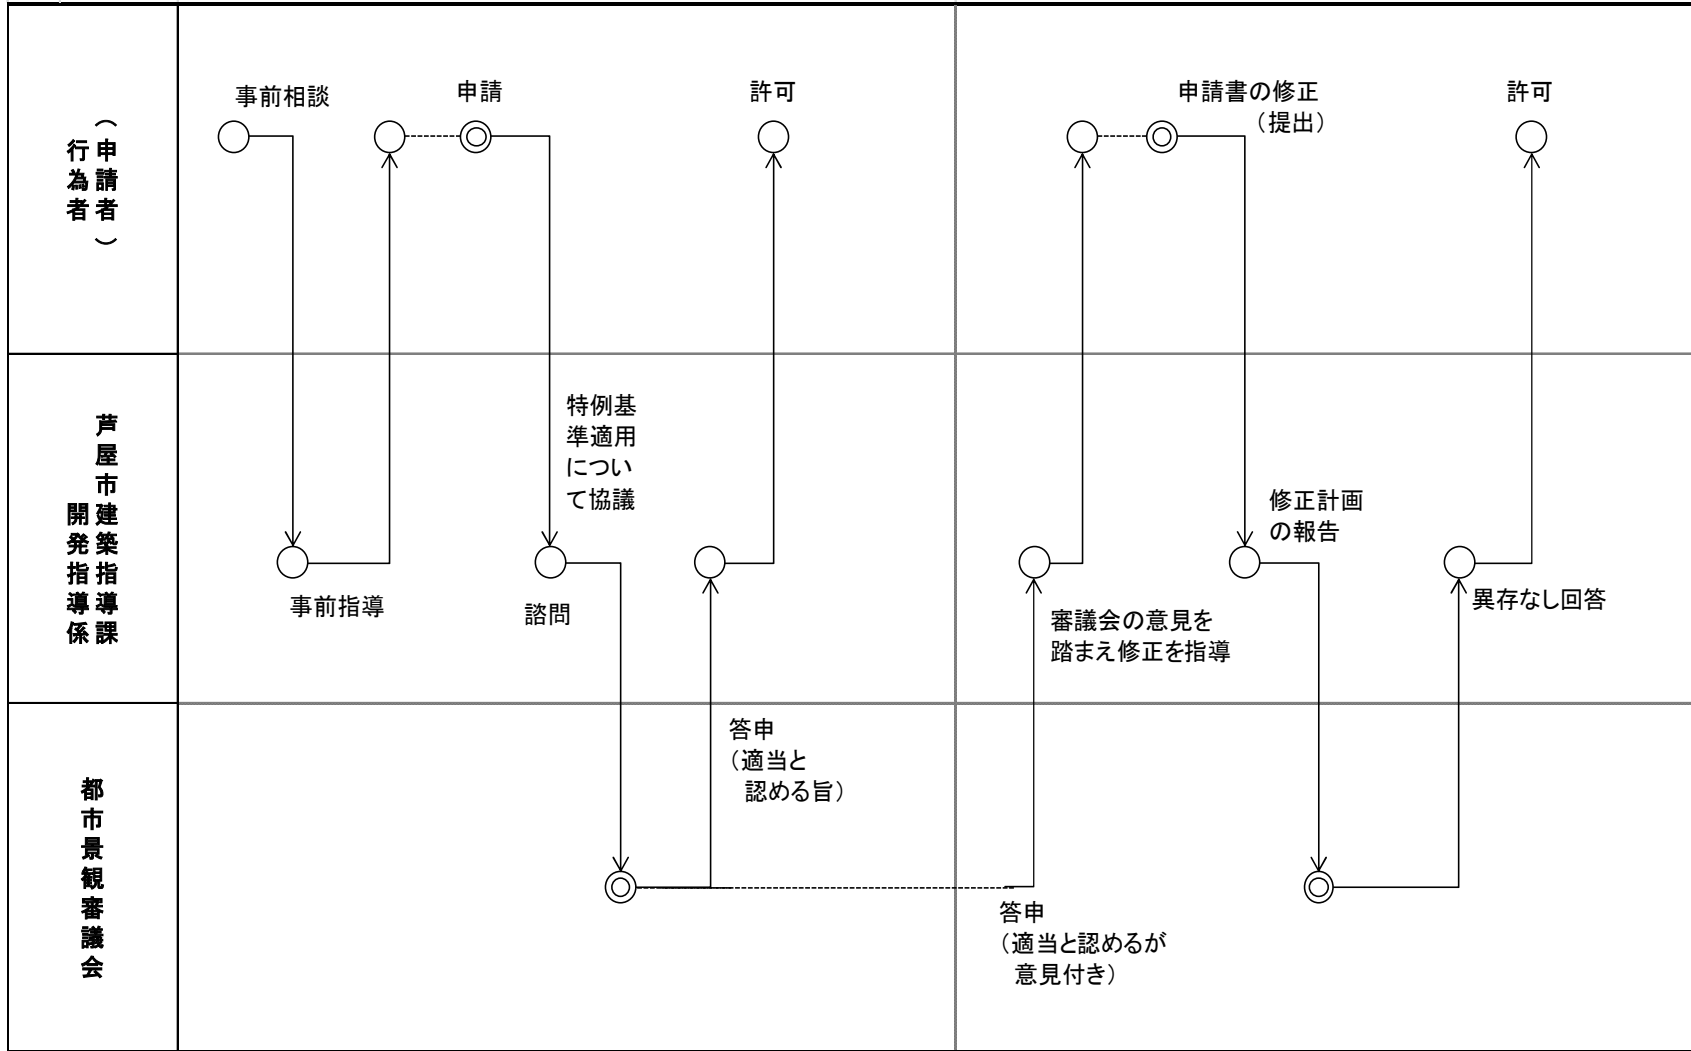 行為者
（申請者）
事前相談
申請
許可
申請書の修正
（提出）
許可
芦屋市建築指導課
開発指導係
事前指導
特例基
準適用
につい
て協議
諮問
審議会の意見を
踏まえ修正を指導
修正計画
の報告
異存なし回答
都市景観審議会
答申
（適当と
認める旨）
答申
（適当と認めるが
意見付き）